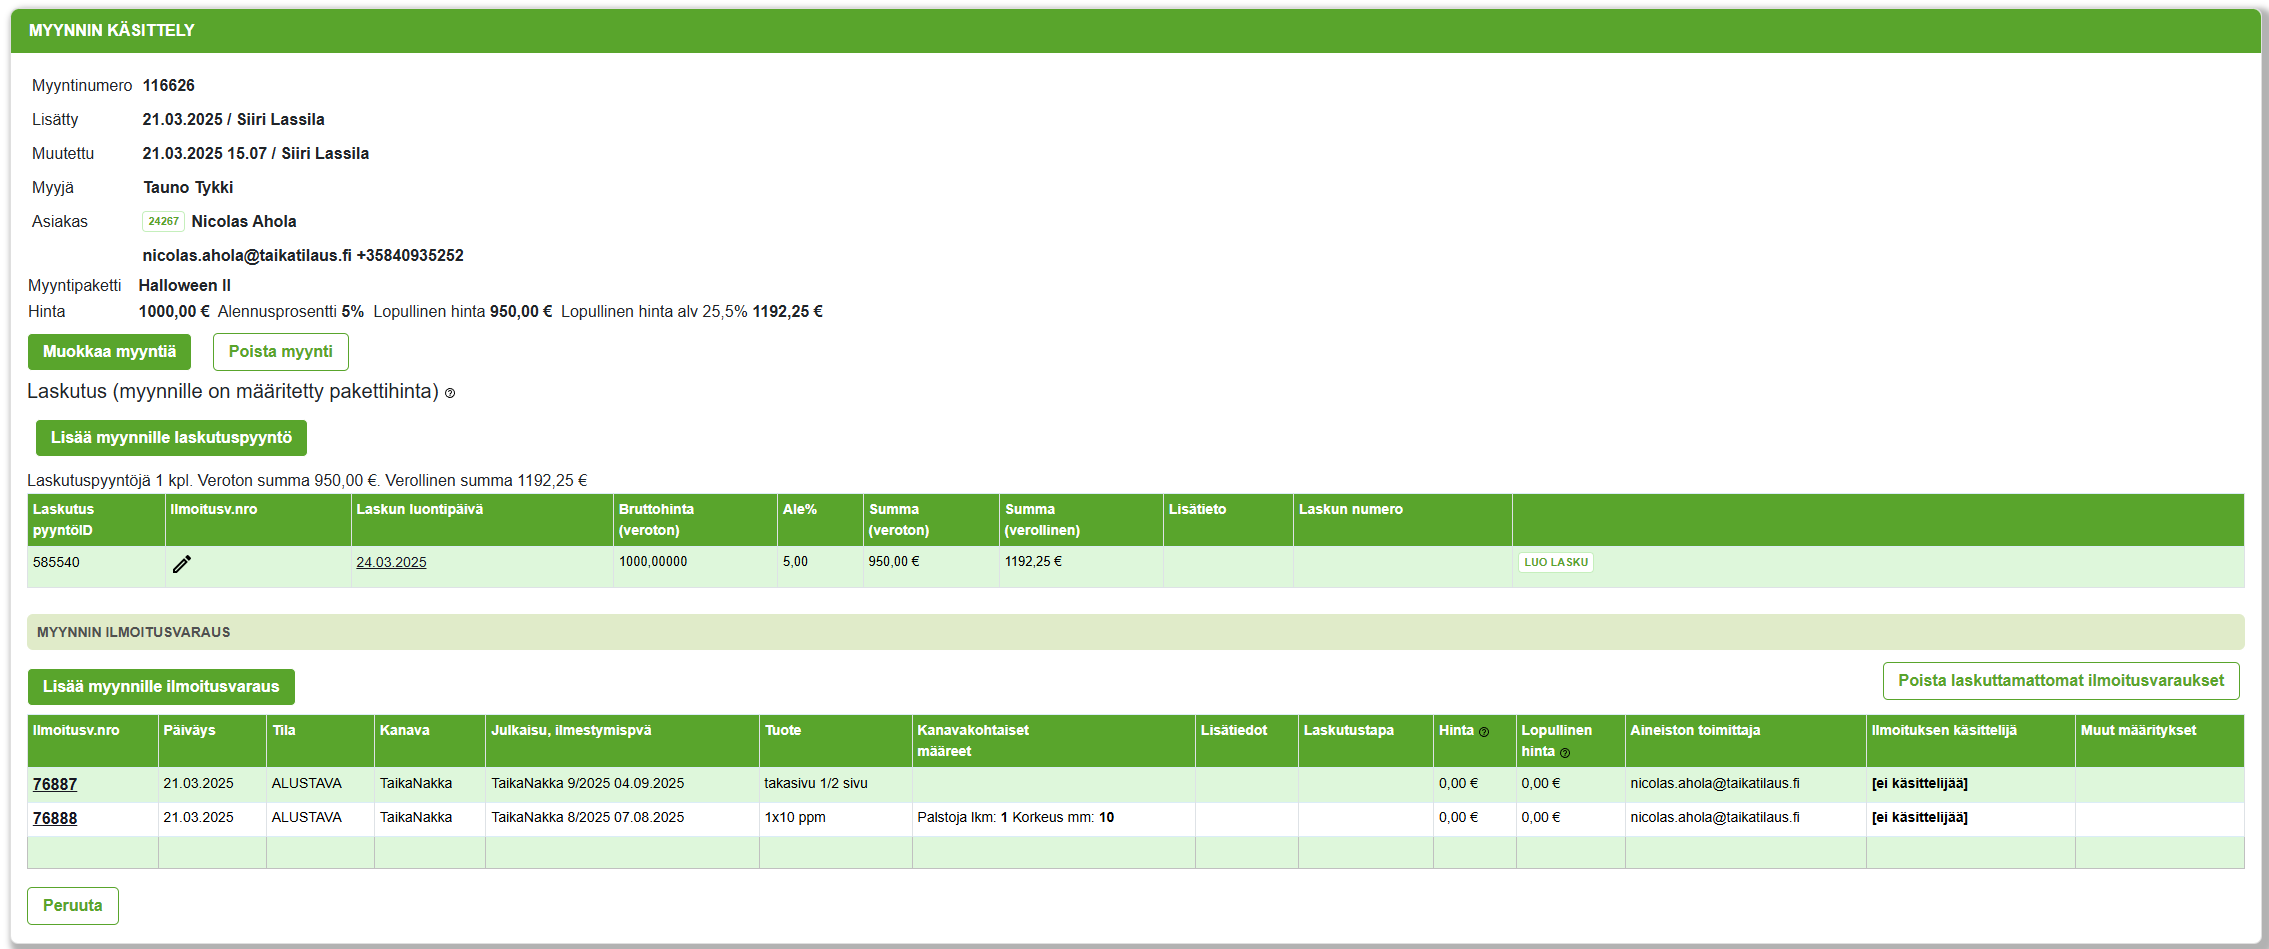 MYYNNIN KÄSITTELY
Myyntinumero 116626
Lisätty 21.03.2025 / Siiri Lassila
Muutettu 21.03.2025 15.07 / Siiri Lassila
Myyjä Tauno Tykki
Asiakas 24267 Nicolas Ahola
nicolas.ahola@taikatilaus.fi +35840935252
Myyntipaketti Halloween II
Hinta 1000,00 € Alennusprosentti 5% Lopullinen hinta 950,00 € Lopullinen hinta alv 25,5% 1192,25 €
Muokkaa myyntiä Poista myynti
Laskutus (myynnille on määritetty pakettihinta)
Lisää myynnille laskutuspyyntö
Laskutuspyyntöjä 1 kpl. Veroton summa 950,00 €. Verollinen summa 1192,25 €
Laskutus pyyntöID Ilmoitusv.nro Laskun luontipäivä Bruttohinta (veroton) Ale% Summa (veroton) Summa (verollinen) Lisätieto Laskun numero
585540 24.03.2025 1000,00000 5,00 950,00 € 1192,25 € LUO LASKU
MYYNNIN ILMOITUSVARAUS
Lisää myynnille ilmoitusvaraus Poista laskuttamattomat ilmoitusvaraukset
Ilmoitusv.nro Päiväys Tila Kanava Julkaisu, ilmestymispvä Tuote Kanavakohtaiset määreet Lisätiedot Laskutustapa Hinta Lopullinen hinta Aineiston toimittaja Ilmoituksen käsittelijä Muut määritykset
76887 21.03.2025 ALUSTAVA TaikaNakka TaikaNakka 9/2025 04.09.2025 takasivu 1/2 sivu 0,00 € 0,00 € nicolas.ahola@taikatilaus.fi [ei käsittelijää]
76888 21.03.2025 ALUSTAVA TaikaNakka TaikaNakka 8/2025 07.08.2025 1x10 ppm Palstoja lkm: 1 Korkeus mm: 10 0,00 € 0,00 € nicolas.ahola@taikatilaus.fi [ei käsittelijää]
Peruuta